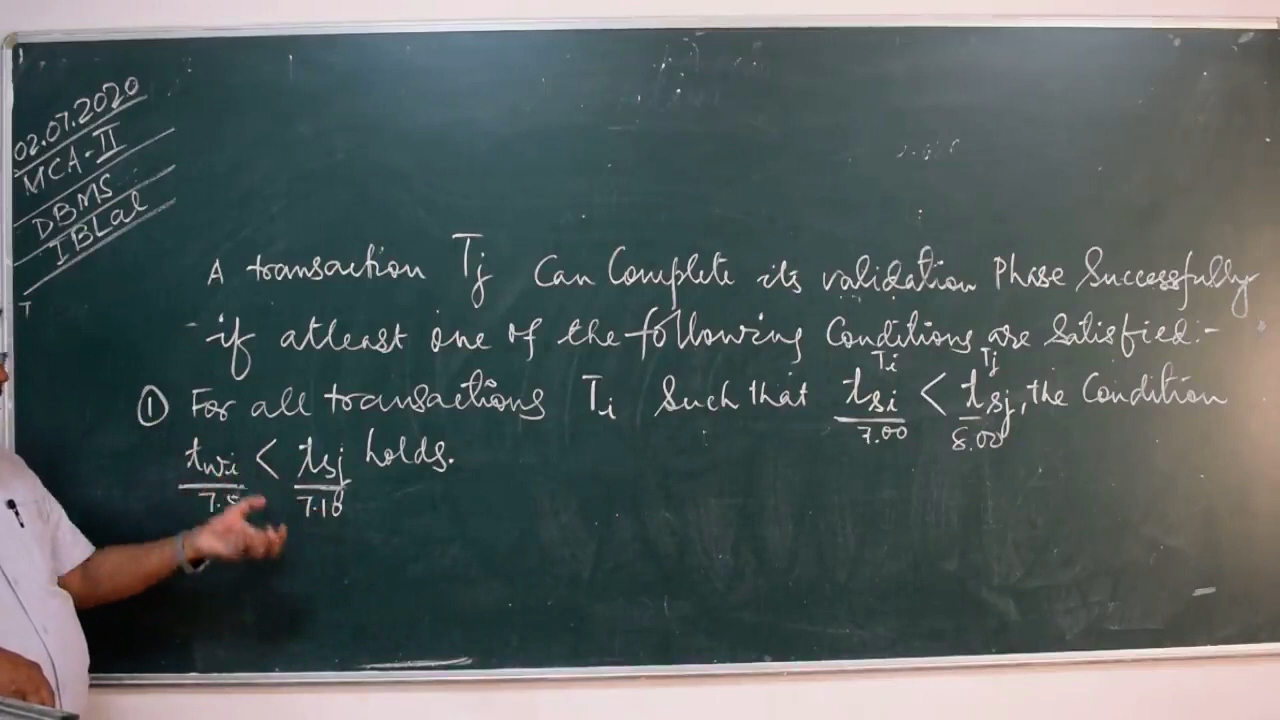 02.07.2020
MCA-II
DBMS
IBLal
T
A transaction Tj Can Complete its validation Phase Successfully
if atleast one of the following Conditions are Satisfied:-
Ti Tj
① For all transactions Ti Such that tsi < tsj, the Condition
7.00 8.00
twi < tsj holds.
7.10